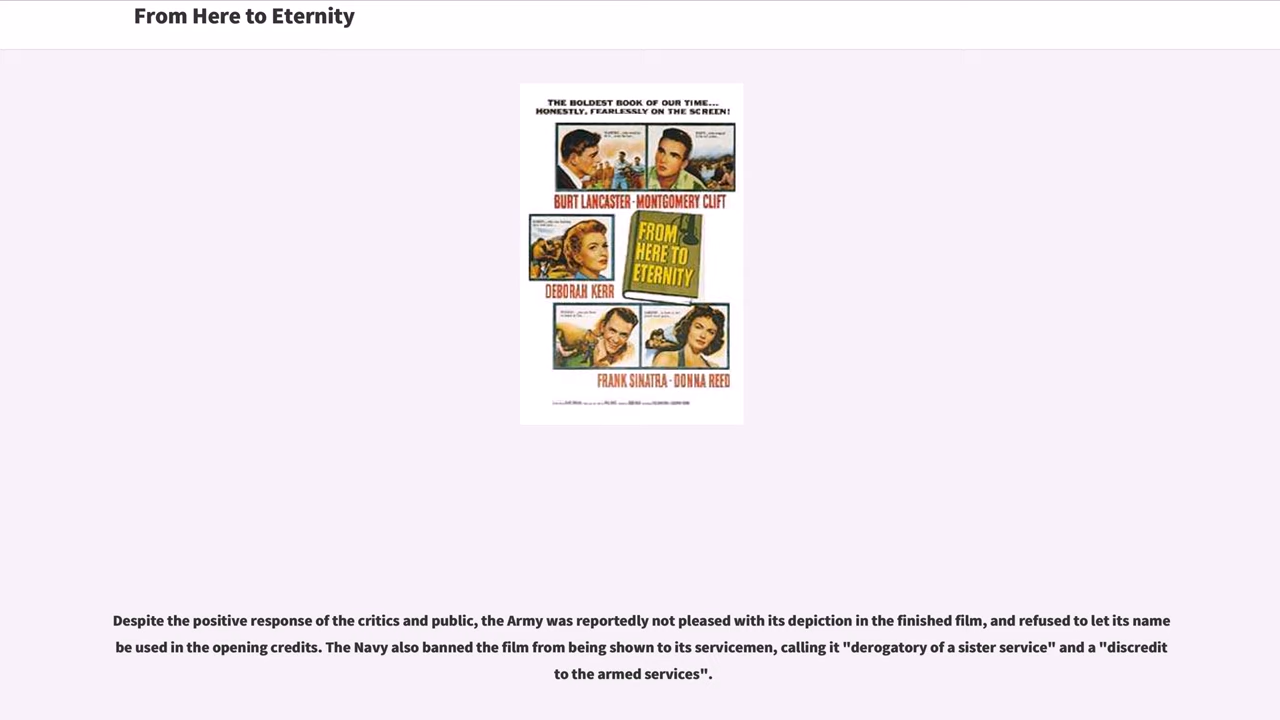 From Here to Eternity
THE BOLDEST BOOK OF OUR TIME...
HONESTLY, FEARLESSLY ON THE SCREEN!
BURT LANCASTER · MONTGOMERY CLIFT
FROM
HERE TO
ETERNITY
DEBORAH KERR
FRANK SINATRA · DONNA REED
Despite the positive response of the critics and public, the Army was reportedly not pleased with its depiction in the finished film, and refused to let its name
be used in the opening credits. The Navy also banned the film from being shown to its servicemen, calling it "derogatory of a sister service" and a "discredit
to the armed services".